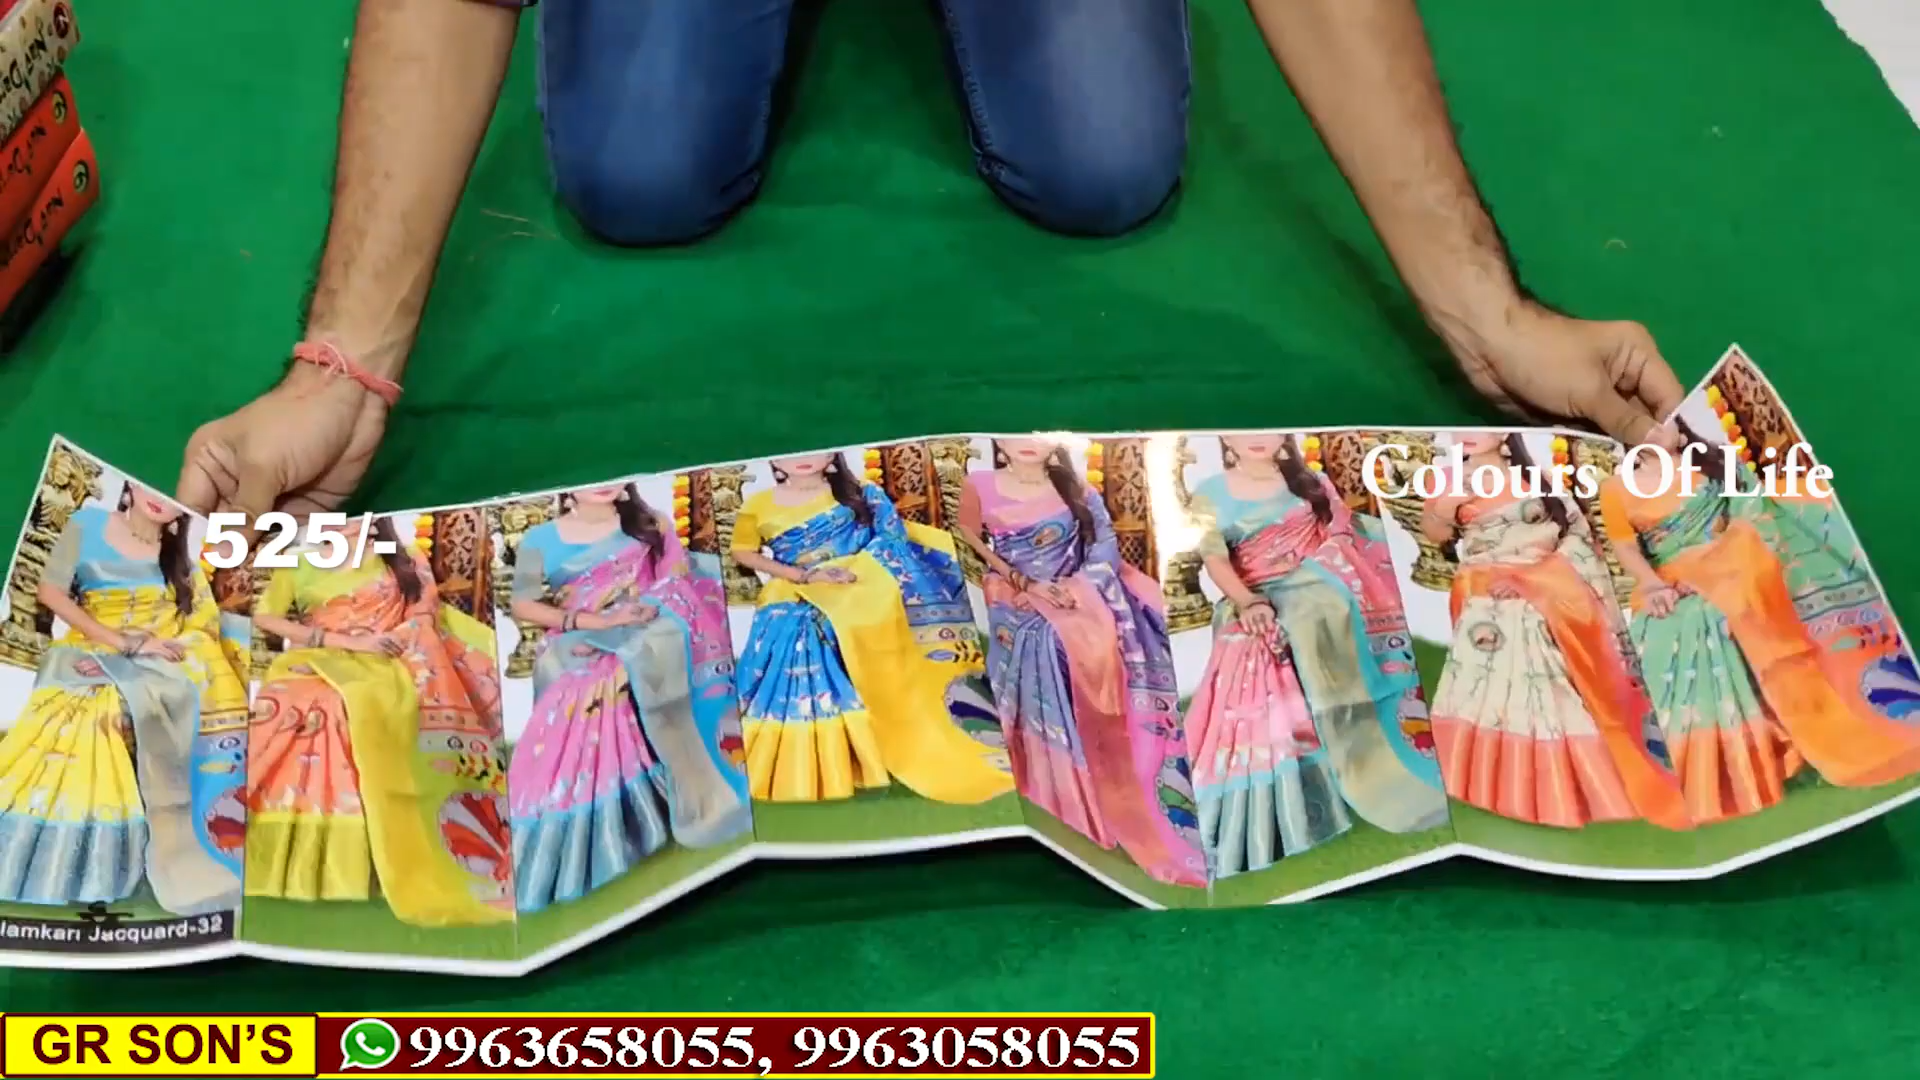 Colours Of Life
525/-
lamkari Jacquard-32
GR SON'S
9963658055, 9963058055